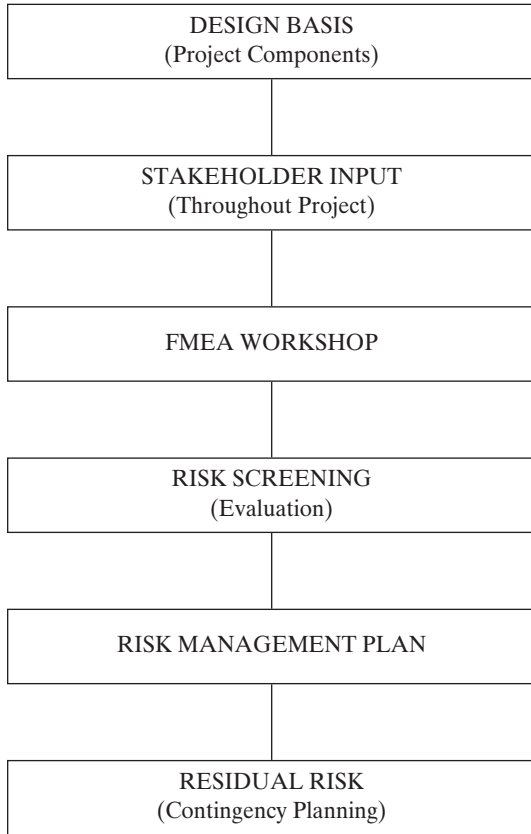 DESIGN BASIS
(Project Components)
STAKEHOLDER INPUT
(Throughout Project)
FMEA WORKSHOP
RISK SCREENING
(Evaluation)
RISK MANAGEMENT PLAN
RESIDUAL RISK
(Contingency Planning)